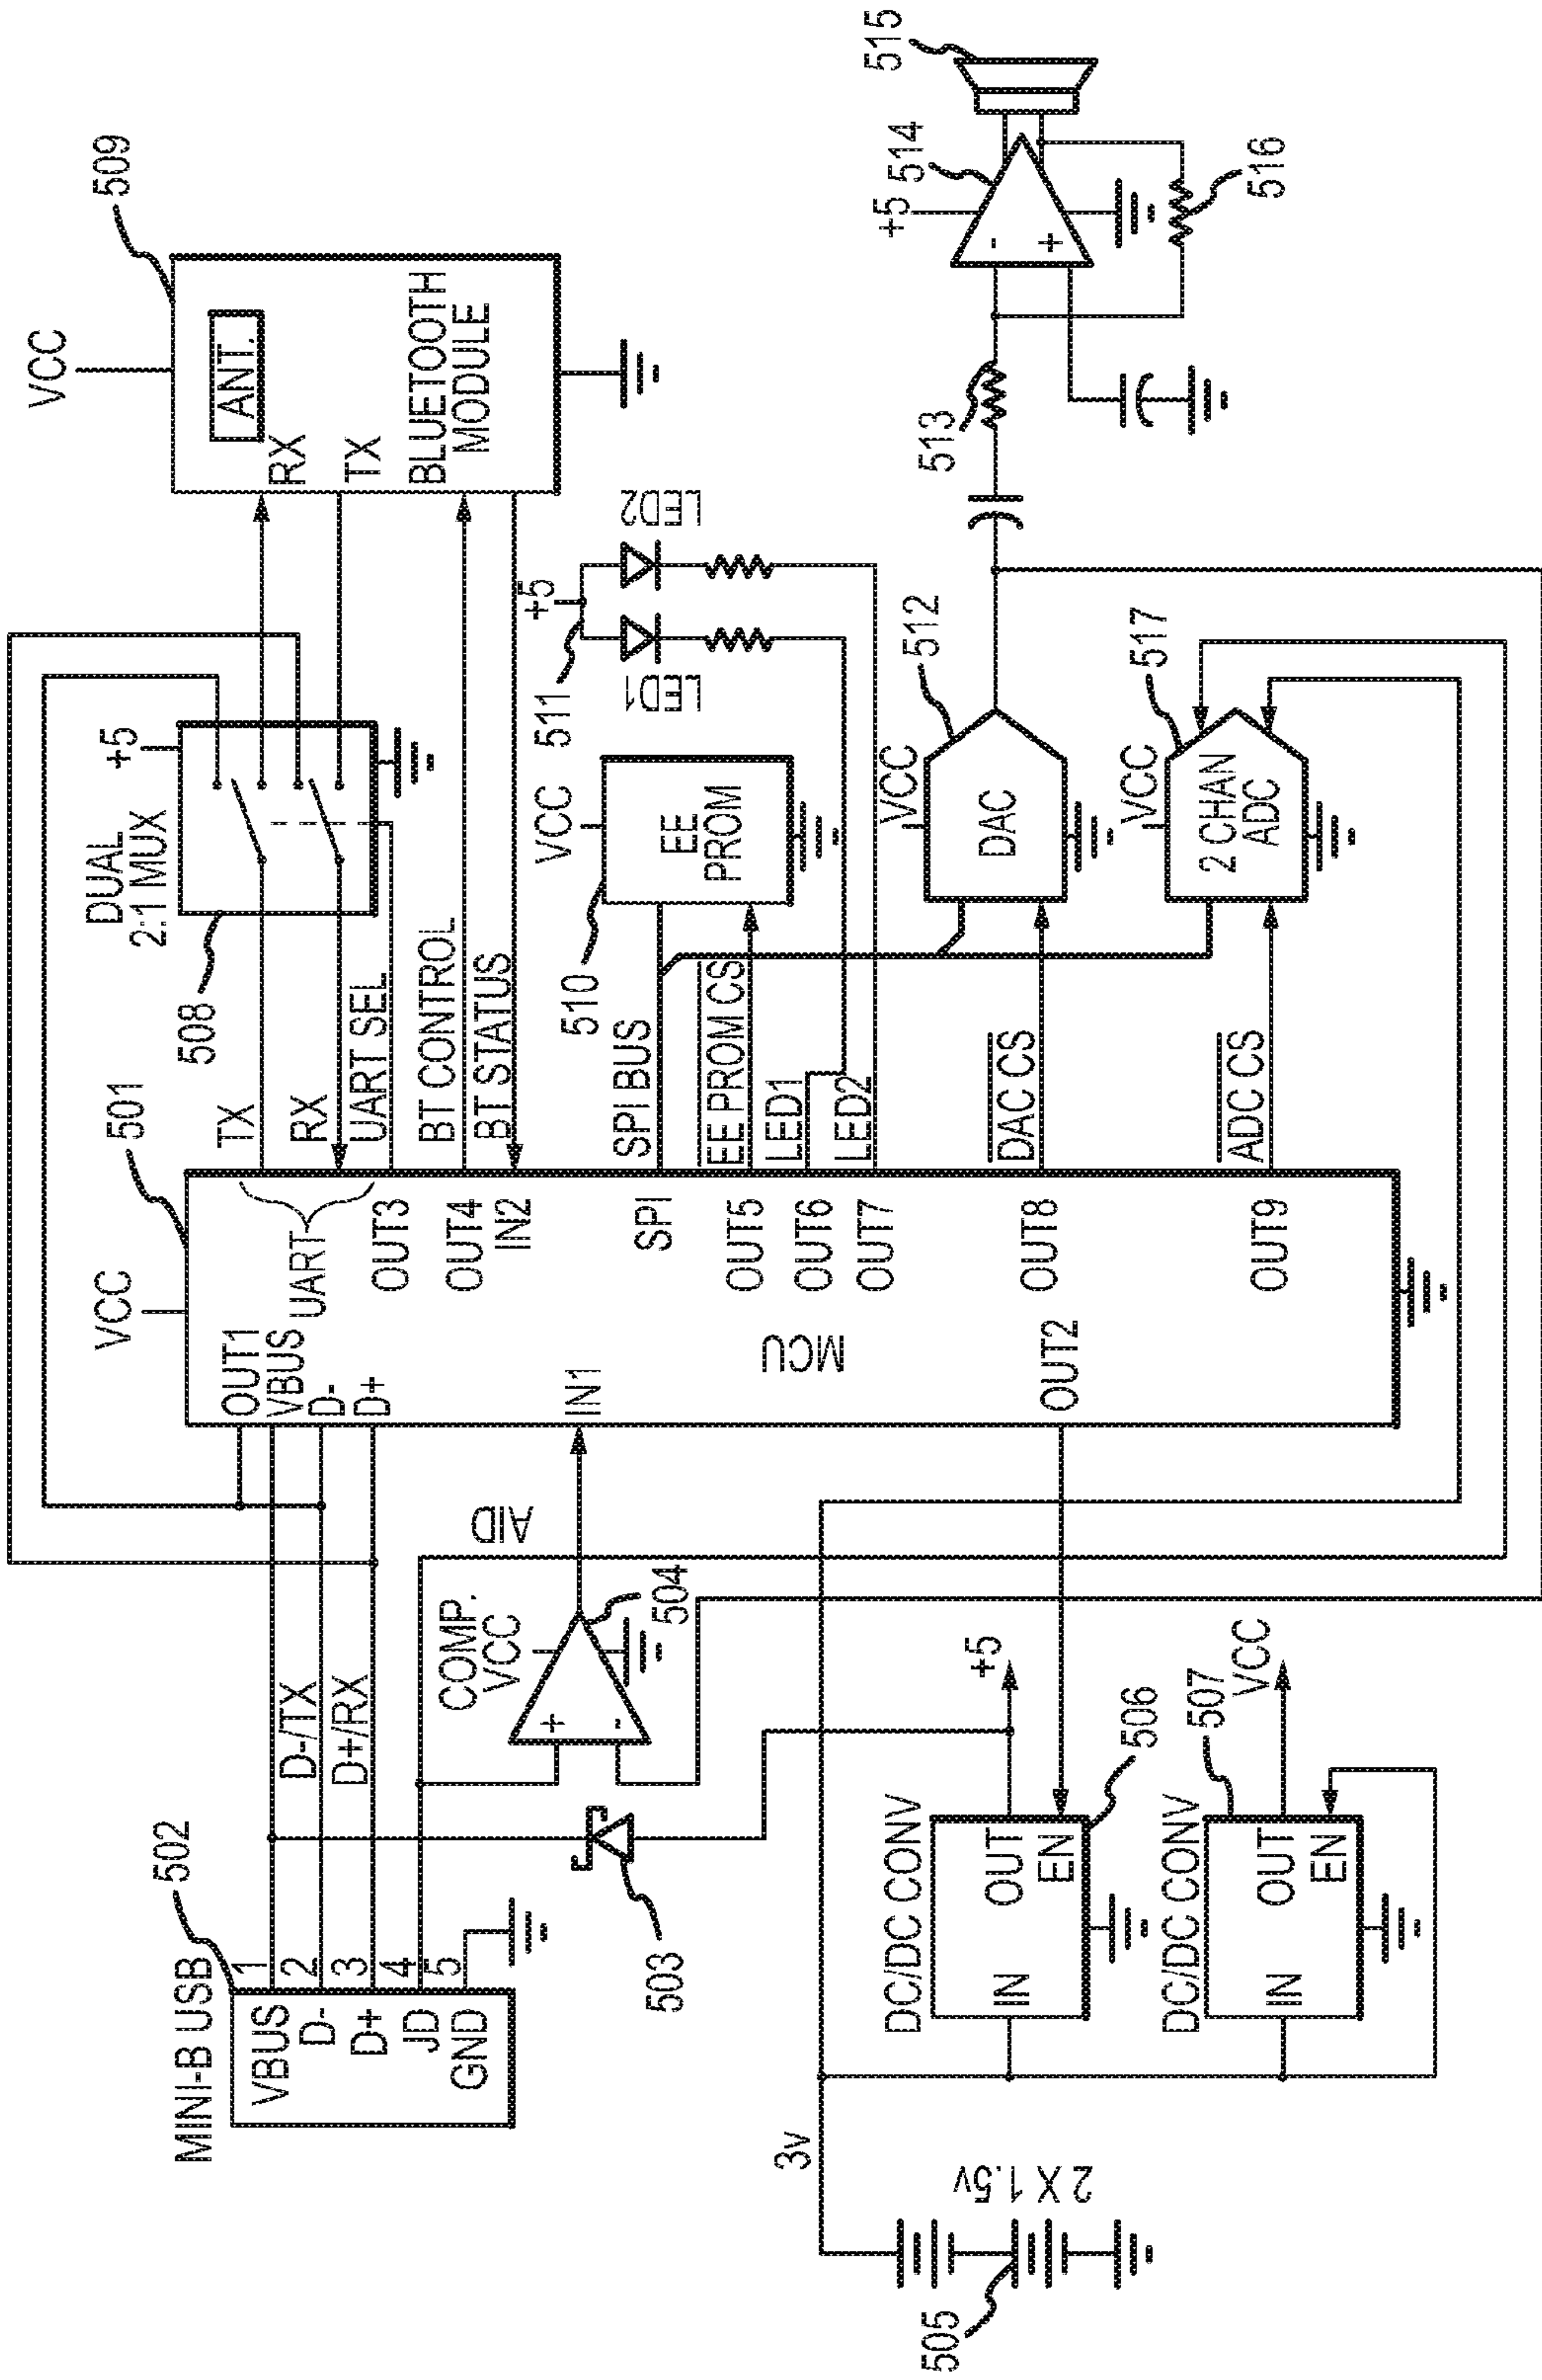 MINI-B USB
502
VBUS
D-
D+
JD
GND
1
2
3
4
5
D-/TX
D+/RX
503
COMP.
VCC
+
-
504
AID
3v
2 X 1.5v
505
DC/DC CONV
IN
OUT
EN
506
+5
DC/DC CONV
IN
OUT
EN
507
VCC
VCC
501
OUT1
VBUS
D-
D+
IN1
OUT2
MCU
UART
OUT3
OUT4
IN2
SPI
OUT5
OUT6
OUT7
OUT8
OUT9
TX
RX
UART SEL
BT CONTROL
BT STATUS
SPI BUS
EE PROM CS
LED1
LED2
DAC CS
ADC CS
DUAL
2:1 MUX
+5
508
VCC
509
ANT.
RX
TX
BLUETOOTH
MODULE
VCC
EE
PROM
510
+5
511
LED1
LED2
VCC
DAC
512
VCC
2 CHAN
ADC
517
513
+5
-
+
514
515
516